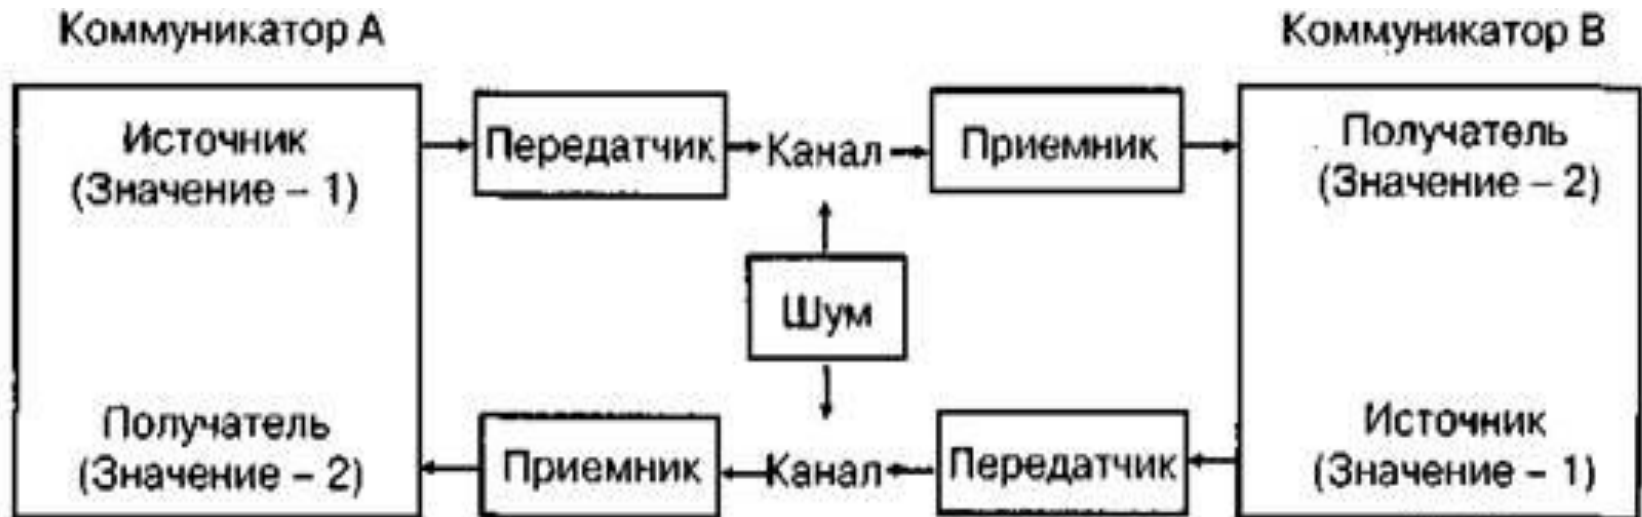 Коммуникатор А
Коммуникатор В
Источник
(Значение – 1)
Передатчик
Канал
Приемник
Получатель
(Значение – 2)
Шум
Получатель
(Значение – 2)
Приемник
Канал
Передатчик
Источник
(Значение – 1)